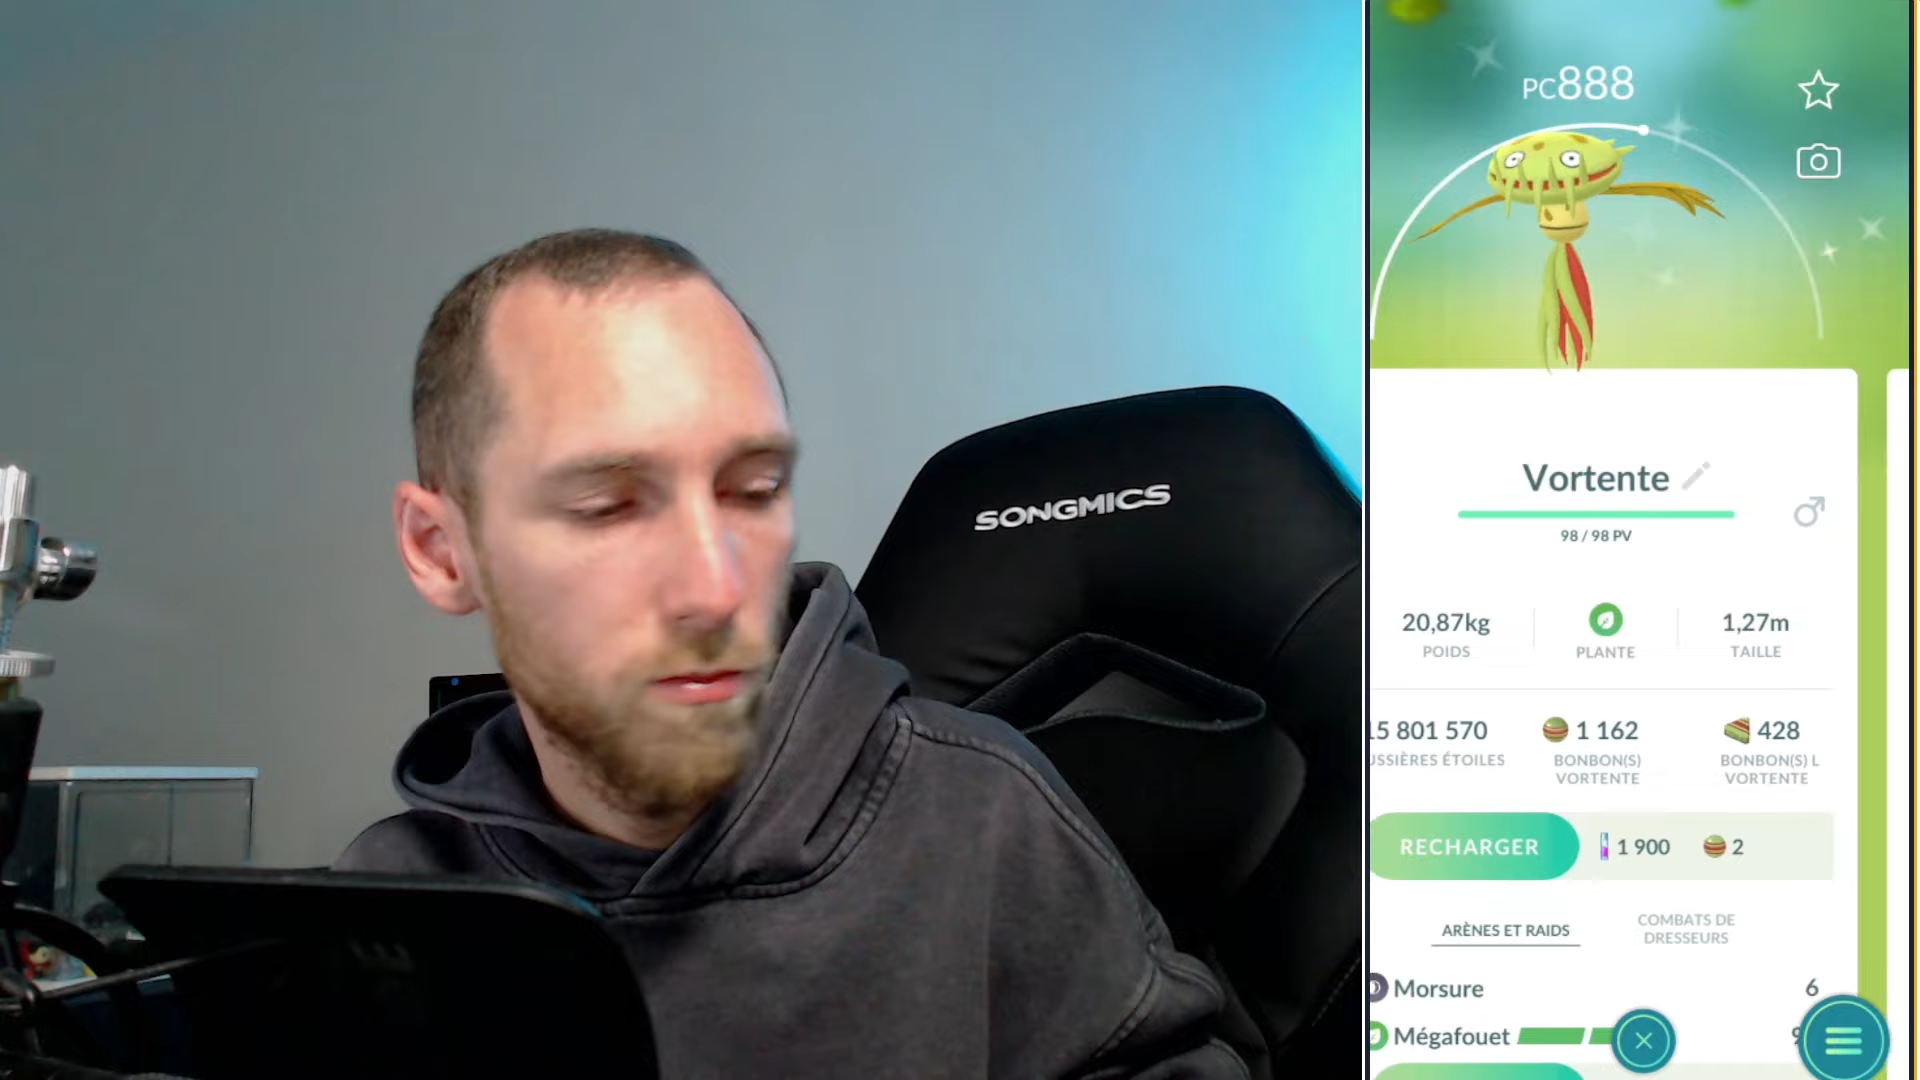 SONGMICS
PC888
Vortente
98 / 98 PV
20,87kg
POIDS
PLANTE
1,27m
TAILLE
15 801 570
USSIÈRES ÉTOILES
1 162
BONBON(S)
VORTENTE
428
BONBON(S) L
VORTENTE
RECHARGER
1 900
2
ARÈNES ET RAIDS
COMBATS DE
DRESSEURS
Morsure
6
Mégafouet